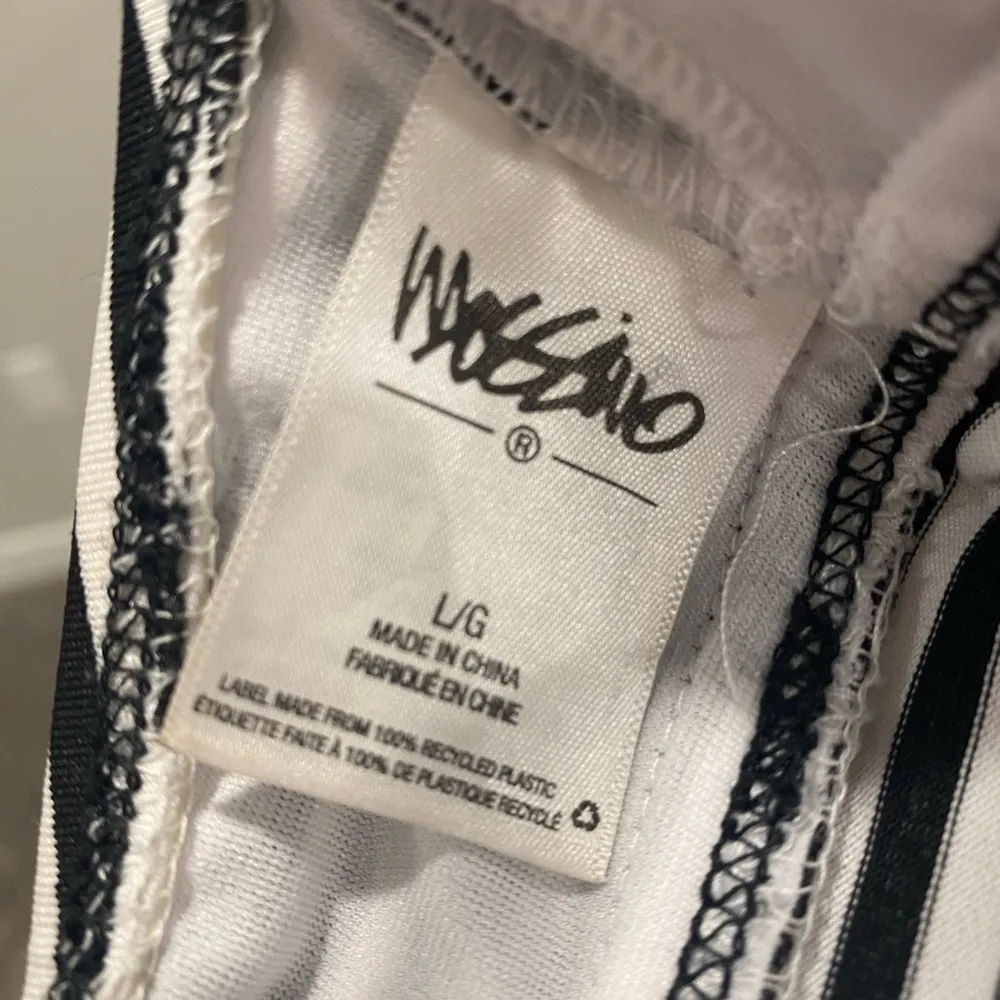 Mossimo
®
L/G
MADE IN CHINA
FABRIQUÉ EN CHINE
LABEL MADE FROM 100% RECYCLED PLASTIC
ÉTIQUETTE FAITE À 100% DE PLASTIQUE RECYCLÉ